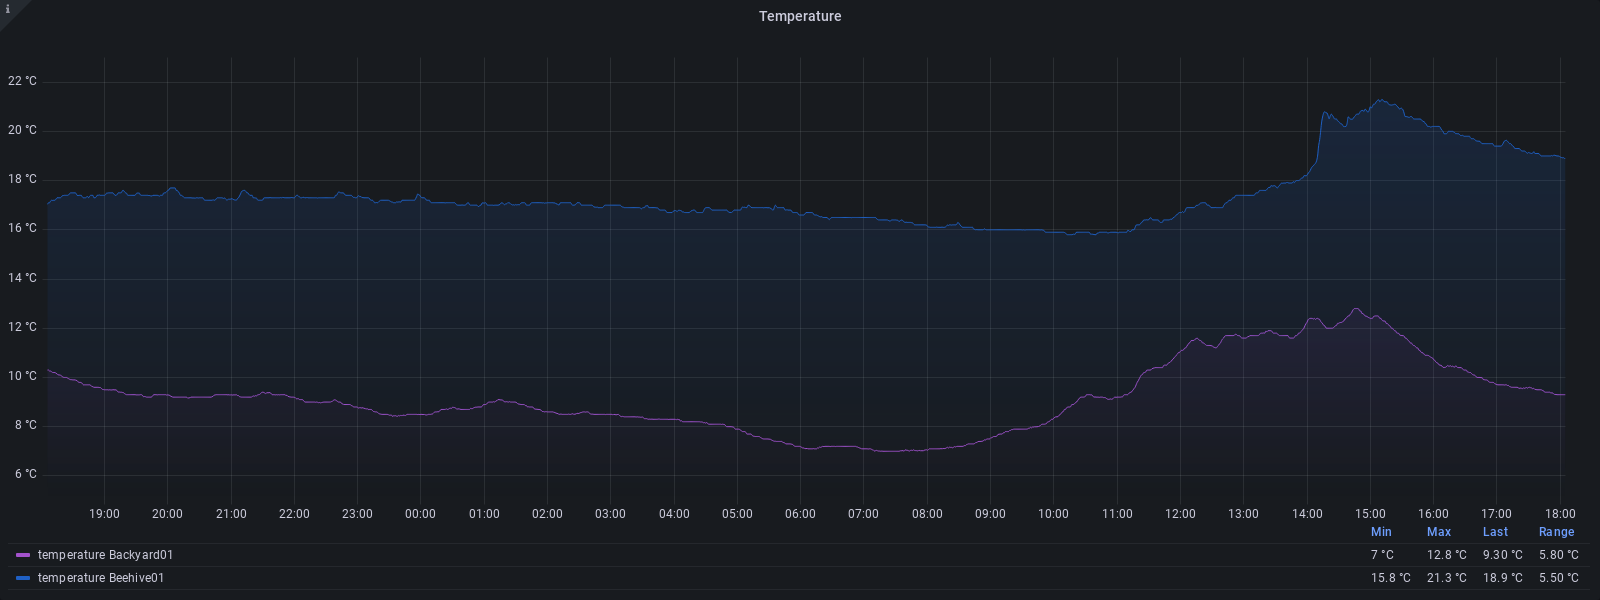 i
Temperature
22 °C
20 °C
18 °C
16 °C
14 °C
12 °C
10 °C
8 °C
6 °C
19:00 20:00 21:00 22:00 23:00 00:00 01:00 02:00 03:00 04:00 05:00 06:00 07:00 08:00 09:00 10:00 11:00 12:00 13:00 14:00 15:00 16:00 17:00 18:00
Min Max Last Range
temperature Backyard01 7 °C 12.8 °C 9.30 °C 5.80 °C
temperature Beehive01 15.8 °C 21.3 °C 18.9 °C 5.50 °C